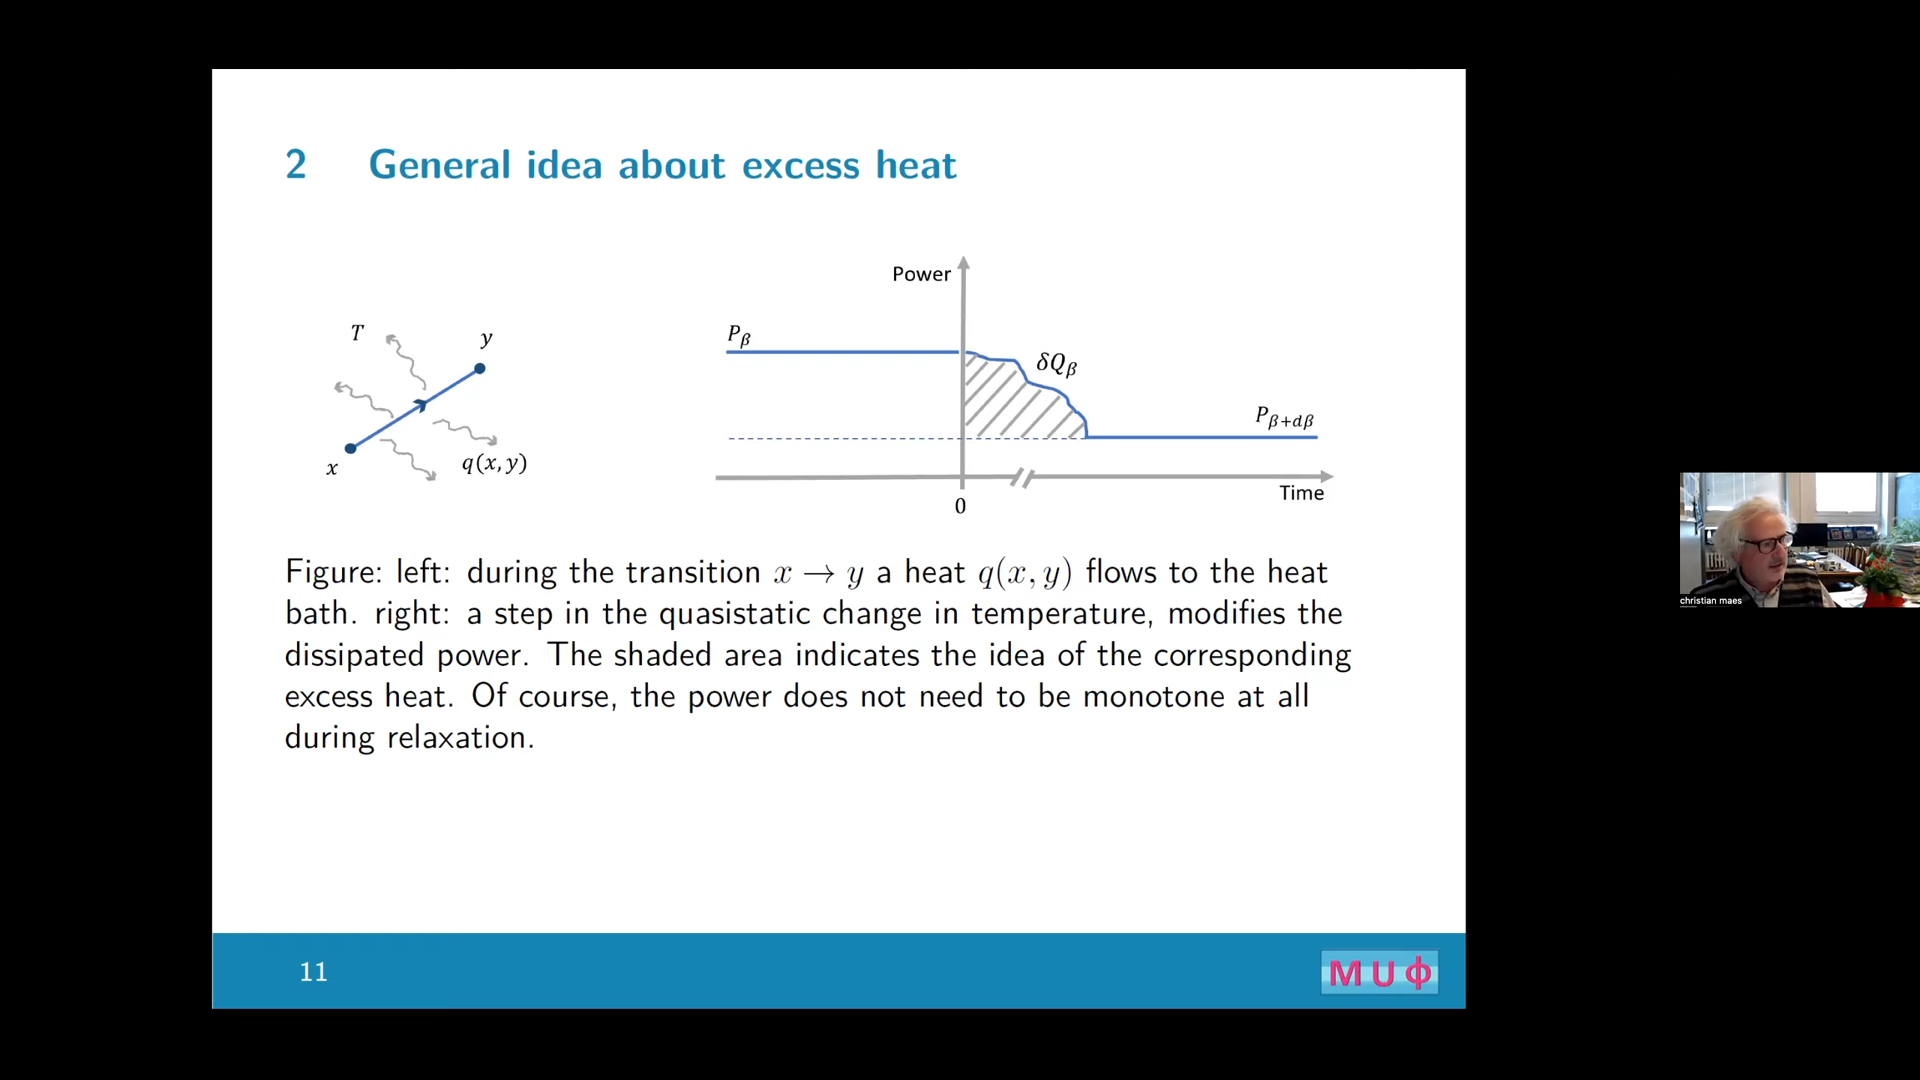 2 General idea about excess heat
Power
T
y
P_β
δQ_β
P_{β+dβ}
x
q(x,y)
Time
0
Figure: left: during the transition x → y a heat q(x, y) flows to the heat
bath. right: a step in the quasistatic change in temperature, modifies the
dissipated power. The shaded area indicates the idea of the corresponding
excess heat. Of course, the power does not need to be monotone at all
during relaxation.
11
M U Φ
christian maes